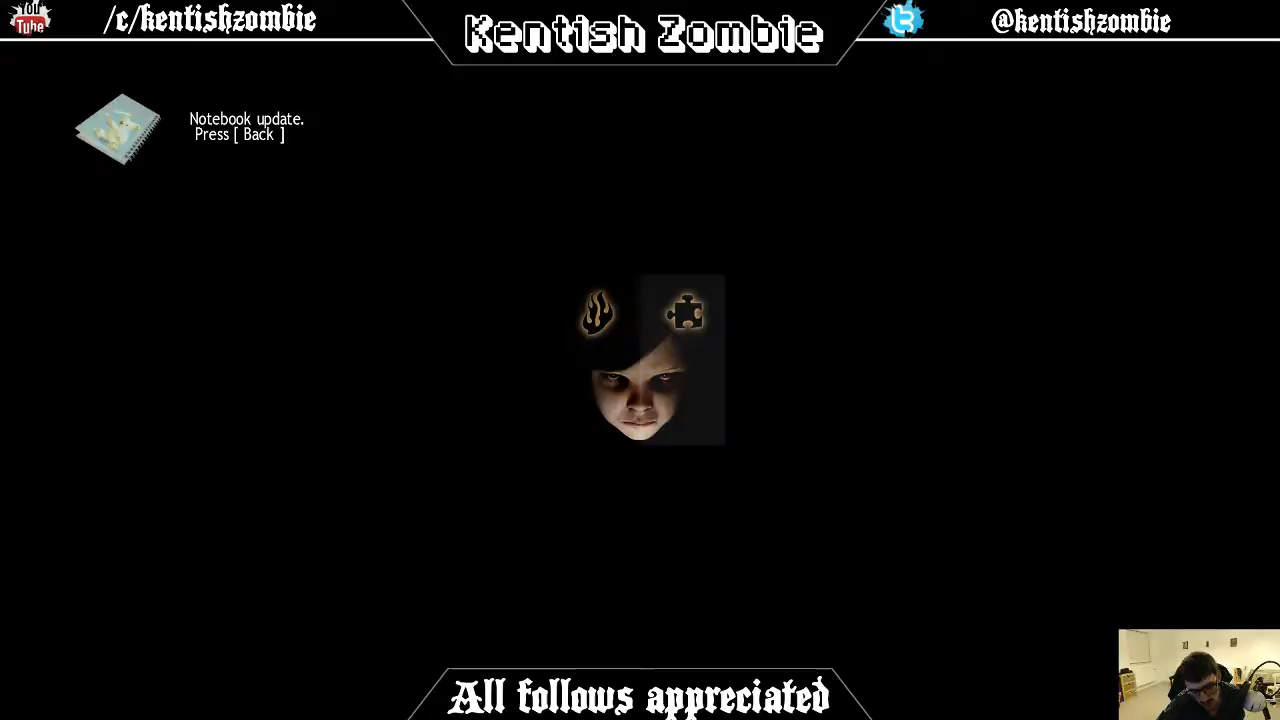 You
Tube
/c/kentishzombie
Kentish Zombie
@kentishzombie
Notebook update.
Press [ Back ]
All follows appreciated